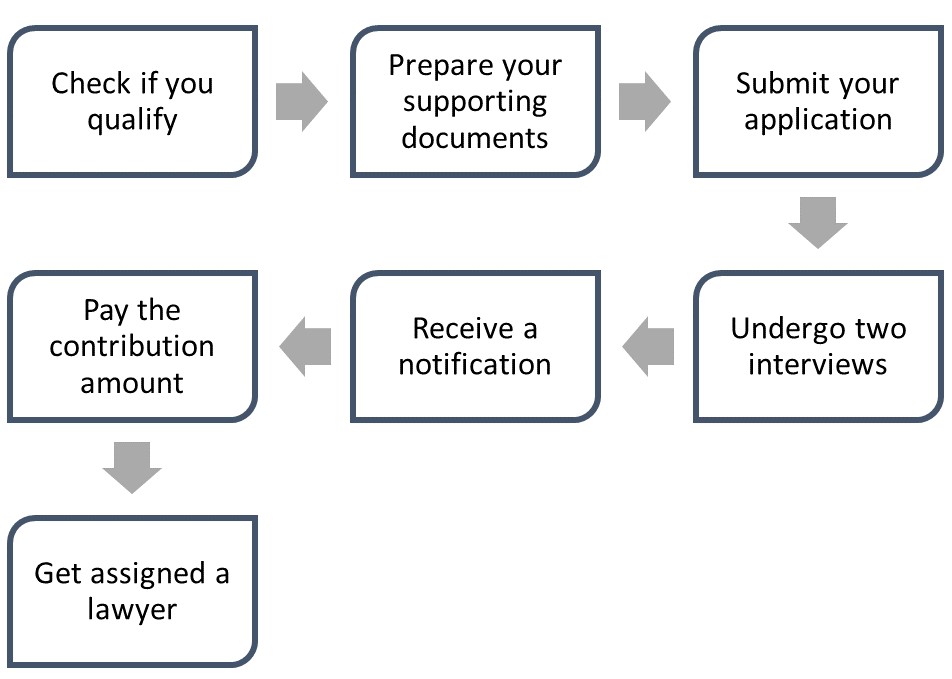 Check if you
qualify
Prepare your
supporting
documents
Submit your
application
Undergo two
interviews
Receive a
notification
Pay the
contribution
amount
Get assigned a
lawyer